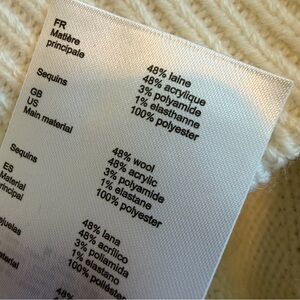 FR
Matière
principale
48% laine
48% acrylique
3% polyamide
1% elasthanne
Sequins
100% polyester
GB
US
Main material
48% wool
48% acrylic
3% polyamide
1% elastane
Sequins
100% polyester
ES
Material
principal
48% lana
48% acrílico
3% poliamida
1% elastano
100% poliéster
48%